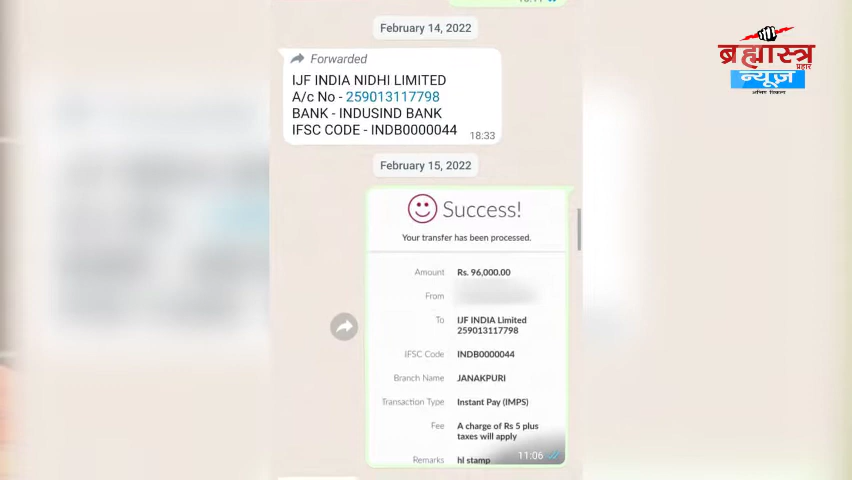 February 14, 2022
Forwarded
IJF INDIA NIDHI LIMITED
A/c No - 259013117798
BANK - INDUSIND BANK
IFSC CODE - INDB0000044
18:33
February 15, 2022
Success!
Your transfer has been processed.
Amount Rs. 96,000.00
From
To IJF INDIA Limited
259013117798
IFSC Code INDB0000044
Branch Name JANAKPURI
Transaction Type Instant Pay (IMPS)
Fee A charge of Rs 5 plus
taxes will apply
Remarks hl stamp
11:06
ब्रह्मास्त्र
प्रहार
न्यूज़